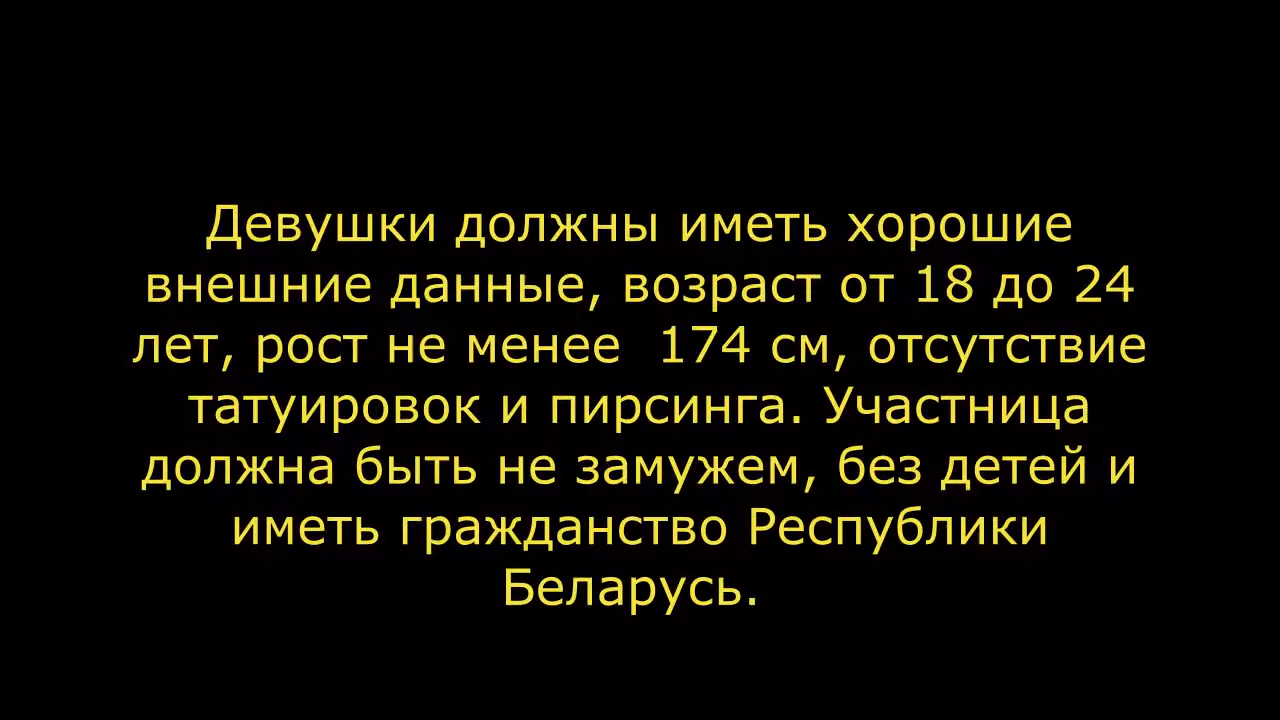 Девушки должны иметь хорошие
внешние данные, возраст от 18 до 24
лет, рост не менее  174 см, отсутствие
татуировок и пирсинга. Участница
должна быть не замужем, без детей и
иметь гражданство Республики
Беларусь.